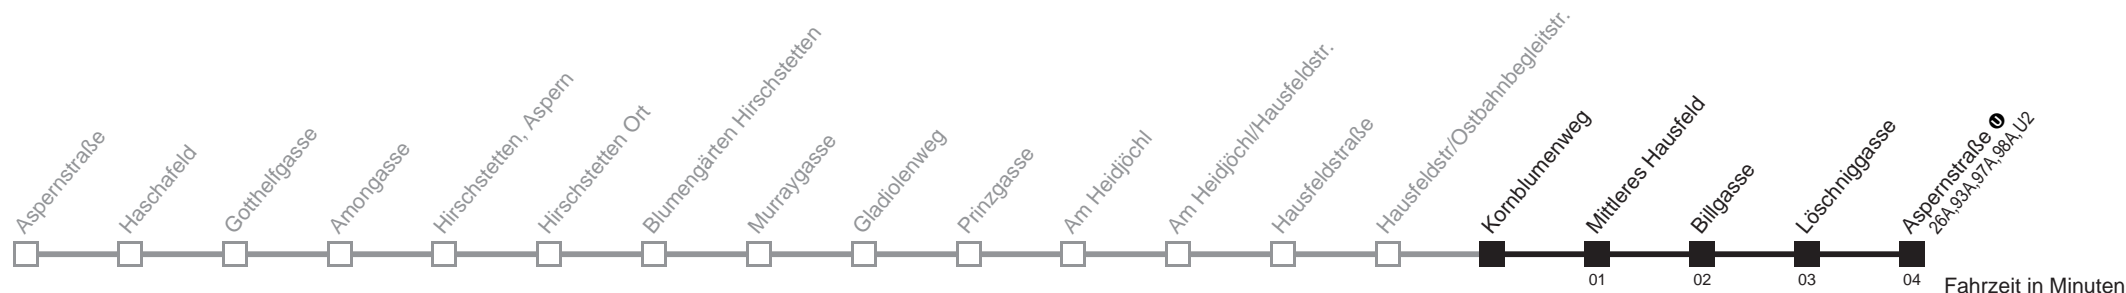 Aspernstraße
Haschafeld
Gotthelfgasse
Amongasse
Hirschstetten, Aspern
Hirschstetten Ort
Blumengärten Hirschstetten
Murraygasse
Gladiolenweg
Prinzgasse
Am Heidjöchl
Am Heidjöchl/Hausfeldstr.
Hausfeldstraße
Hausfeldstr/Ostbahnbegleitstr.
Kornblumenweg
Mittleres Hausfeld
Billgasse
Löschniggasse
Aspernstraße U
26A,93A,97A,98A,U2
01 02 03 04 Fahrzeit in Minuten